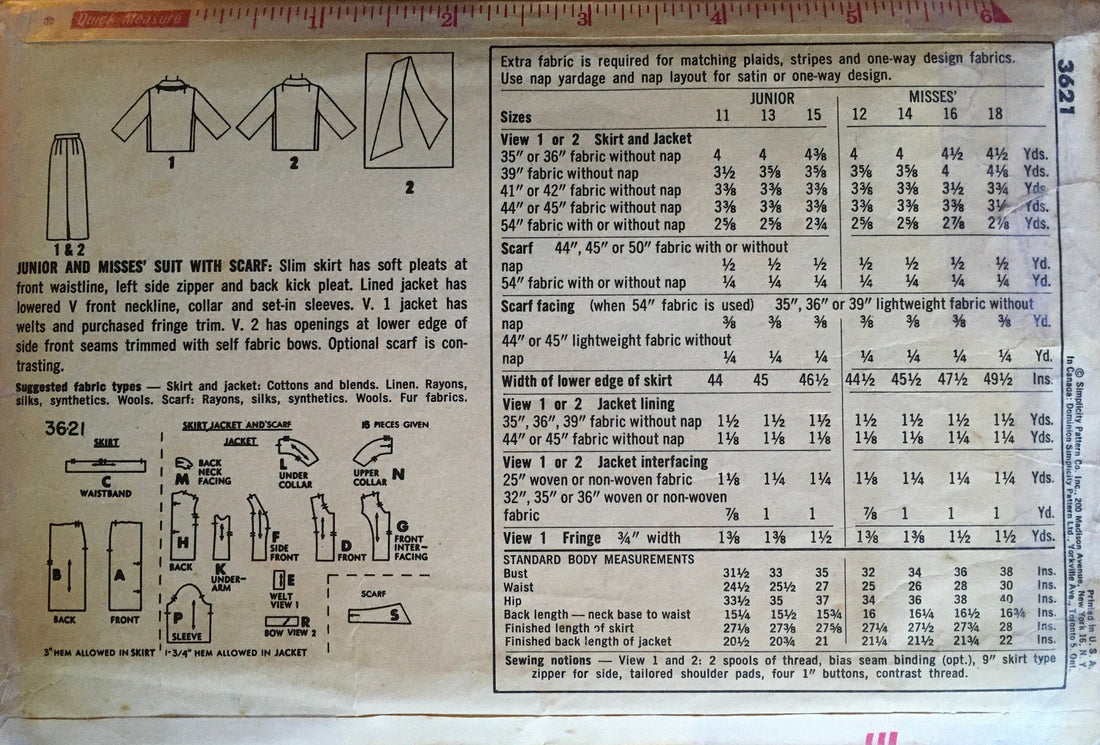 Quick Measure 1 2 3 4 5 6
1
2
2
1 & 2
JUNIOR AND MISSES' SUIT WITH SCARF: Slim skirt has soft pleats at
front waistline, left side zipper and back kick pleat. Lined jacket has
lowered V front neckline, collar and set-in sleeves. V. 1 jacket has
welts and purchased fringe trim. V. 2 has openings at lower edge of
side front seams trimmed with self fabric bows. Optional scarf is con-
trasting.
Suggested fabric types — Skirt and jacket: Cottons and blends. Linen. Rayons,
silks, synthetics. Wools. Scarf: Rayons, silks, synthetics. Wools. Fur fabrics.
3621
SKIRT
C
WAISTBAND
B
BACK
A
FRONT
3" HEM ALLOWED IN SKIRT
SKIRT, JACKET AND SCARF
15 PIECES GIVEN
JACKET
M
BACK
NECK
FACING
L
UNDER
COLLAR
UPPER
COLLAR N
H
BACK
K
UNDER-
ARM
F
SIDE
FRONT
D
FRONT
G
FRONT
INTER-
FACING
P
SLEEVE
E
WELT
VIEW 1
R
BOW VIEW 2
SCARF
S
1-3/4" HEM ALLOWED IN JACKET
Extra fabric is required for matching plaids, stripes and one-way design fabrics.
Use nap yardage and nap layout for satin or one-way design.
JUNIOR MISSES'
Sizes 11 13 15 12 14 16 18
View 1 or 2 Skirt and Jacket
35" or 36" fabric without nap 4 4 4⅜ 4 4 4½ 4½ Yds.
39" fabric without nap 3½ 3⅝ 3⅝ 3⅝ 3⅝ 4 4⅛ Yds.
41" or 42" fabric without nap 3⅜ 3⅜ 3⅜ 3⅜ 3⅜ 3½ 3¾ Yds.
44" or 45" fabric without nap 3⅜ 3⅜ 3⅜ 3⅜ 3⅜ 3⅜ Yds.
54" fabric with or without nap 2⅝ 2⅝ 2¾ 2⅝ 2⅝ 2⅞ 2⅞ Yds.
Scarf 44", 45" or 50" fabric with or without
nap ½ ½ ½ ½ ½ ½ ½ Yd.
54" fabric with or without nap ¼ ¼ ¼ ¼ ¼ ¼ ¼ Yd.
Scarf facing (when 54" fabric is used) 35", 36" or 39" lightweight fabric without
nap ⅜ ⅜ ⅜ ⅜ ⅜ ⅜ ⅜ Yd.
44" or 45" lightweight fabric without
nap ¼ ¼ ¼ ¼ ¼ ¼ ¼ Yd.
Width of lower edge of skirt 44 45 46½ 44½ 45½ 47½ 49½ Ins.
View 1 or 2 Jacket lining
35", 36", 39" fabric without nap 1½ 1½ 1½ 1½ 1½ 1½ 1½ Yds.
44" or 45" fabric without nap 1⅛ 1⅛ 1⅛ 1⅛ 1⅛ 1¼ 1¼ Yds.
View 1 or 2 Jacket interfacing
25" woven or non-woven fabric 1⅛ 1¼ 1¼ 1⅛ 1¼ 1¼ 1¼ Yds.
32", 35" or 36" woven or non-woven
fabric ⅞ 1 1 ⅞ 1 1 1 Yd.
View 1 Fringe ¾" width 1⅜ 1⅜ 1½ 1⅜ 1⅜ 1½ 1½ Yds.
STANDARD BODY MEASUREMENTS
Bust 31½ 33 35 32 34 36 38 Ins.
Waist 24½ 25½ 27 25 26 28 30 Ins.
Hip 33½ 35 37 34 36 38 40 Ins.
Back length — neck base to waist 15¼ 15½ 15¾ 16 16¼ 16½ 16¾ Ins.
Finished length of skirt 27⅛ 27⅜ 27⅝ 27¼ 27½ 27¾ 28 Ins.
Finished back length of jacket 20½ 20¾ 21 21¼ 21½ 21¾ 22 Ins.
Sewing notions — View 1 and 2: 2 spools of thread, bias seam binding (opt.), 9" skirt type
zipper for side, tailored shoulder pads, four 1" buttons, contrast thread.
3621
© Simplicity Pattern Co. Inc., 200 Madison Avenue, New York 16, N. Y.
In Canada: Dominion Simplicity Pattern Ltd., Yorkville Ave., Toronto 5, Ont.
Printed in U. S. A.